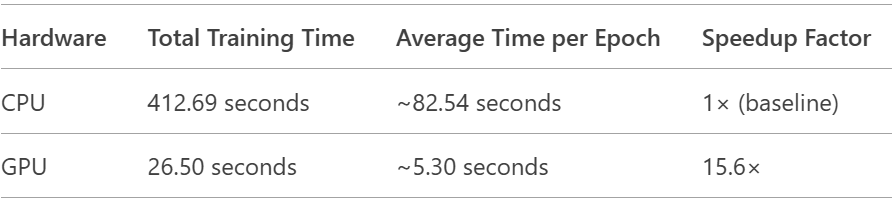 Hardware Total Training Time Average Time per Epoch Speedup Factor
CPU 412.69 seconds ~82.54 seconds 1× (baseline)
GPU 26.50 seconds ~5.30 seconds 15.6×